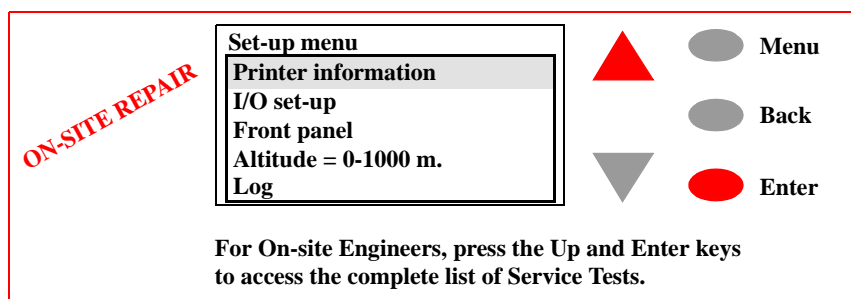 ON-SITE REPAIR
Set-up menu
Printer information
I/O set-up
Front panel
Altitude = 0-1000 m.
Log
Menu
Back
Enter
For On-site Engineers, press the Up and Enter keys
to access the complete list of Service Tests.